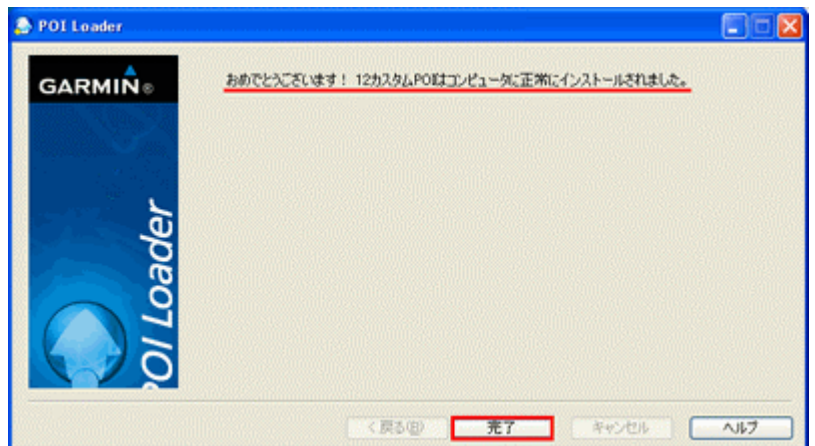 POI Loader
GARMIN®
おめでとうございます！ 12カスタムPOIはコンピュータに正常にインストールされました。
POI Loader
< 戻る(B)
完了
キャンセル
ヘルプ